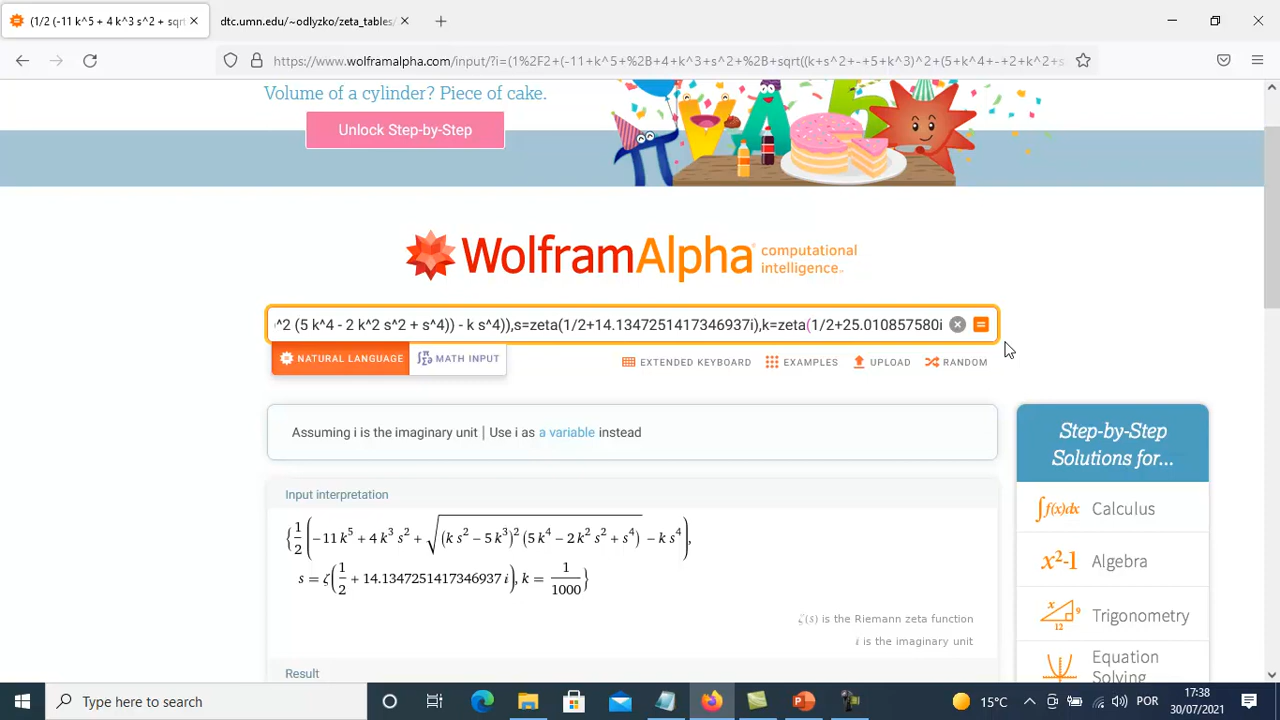 (1/2 (-11 k^5 + 4 k^3 s^2 + sqrt
dtc.umn.edu/~odlyzko/zeta_tables/
https://www.wolframalpha.com/input/?i=(1%2F2+(-11+k^5+%2B+4+k^3+s^2+%2B+sqrt((k+s^2+-+5+k^3)^2+(5+k^4+-+2+k^2+s
Volume of a cylinder? Piece of cake.
Unlock Step-by-Step
WolframAlpha computational intelligence.
^2 (5 k^4 - 2 k^2 s^2 + s^4)) - k s^4)),s=zeta(1/2+14.1347251417346937i),k=zeta(1/2+25.010857580i
NATURAL LANGUAGE MATH INPUT EXTENDED KEYBOARD EXAMPLES UPLOAD RANDOM
Assuming i is the imaginary unit | Use i as a variable instead
Step-by-Step
Solutions for...
Input interpretation
∫f(x)dx Calculus
{1/2 (-11 k^5 + 4 k^3 s^2 + √((k s^2 - 5 k^3)^2 (5 k^4 - 2 k^2 s^2 + s^4)) - k s^4),
s = ζ(1/2 + 14.1347251417346937 i), k = 1/1000}
x²-1 Algebra
x 9 12 Trigonometry
ζ(s) is the Riemann zeta function
i is the imaginary unit
Equation
Solving
Result
Type here to search
15°C
POR
17:38
30/07/2021